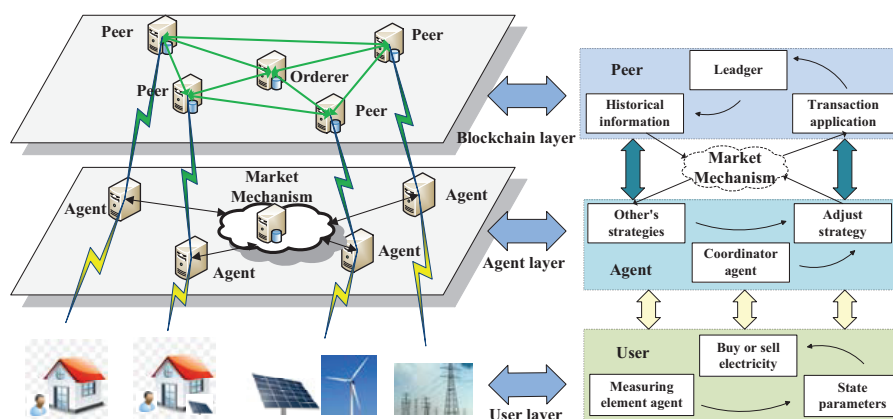 Peer
Peer
Orderer
Peer
Peer
Blockchain layer
Market
Mechanism
Agent
Agent
Agent
Agent
Agent layer
User layer
Peer
Leadger
Historical
information
Transaction
application
Market
Mechanism
Other's
strategies
Adjust
strategy
Coordinator
agent
Agent
User
Buy or sell
electricity
Measuring
element agent
State
parameters